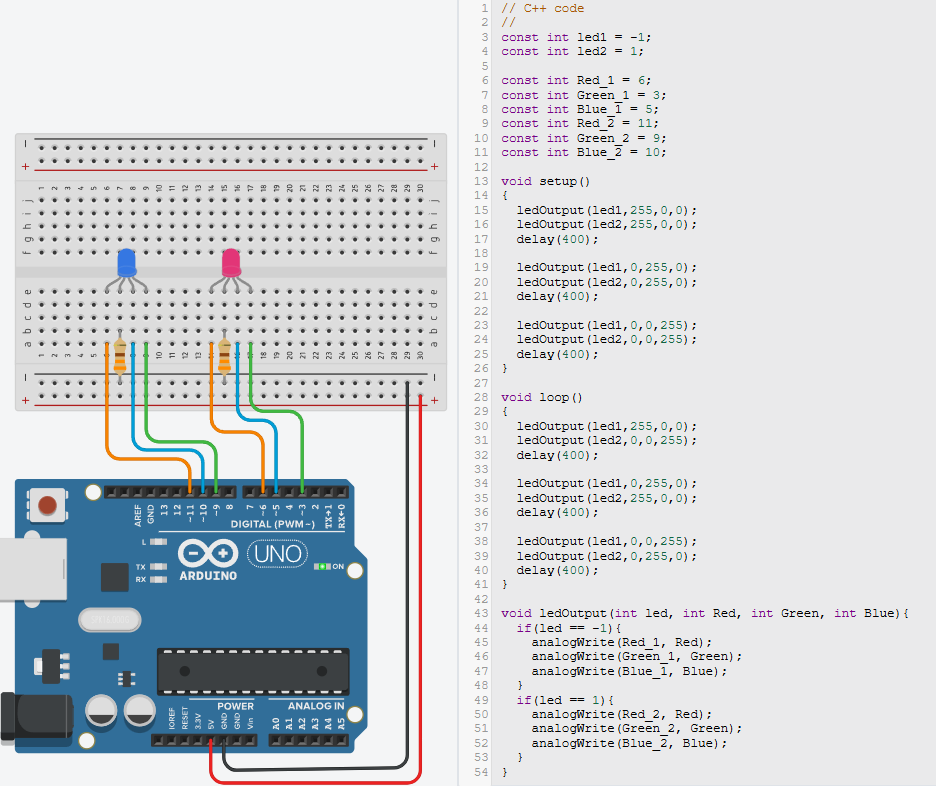 1 // C++ code
2 //
3 const int led1 = -1;
4 const int led2 = 1;
5
6 const int Red_1 = 6;
7 const int Green_1 = 3;
8 const int Blue_1 = 5;
9 const int Red_2 = 11;
10 const int Green_2 = 9;
11 const int Blue_2 = 10;
12
13 void setup()
14 {
15   ledOutput(led1,255,0,0);
16   ledOutput(led2,255,0,0);
17   delay(400);
18
19   ledOutput(led1,0,255,0);
20   ledOutput(led2,0,255,0);
21   delay(400);
22
23   ledOutput(led1,0,0,255);
24   ledOutput(led2,0,0,255);
25   delay(400);
26 }
27
28 void loop()
29 {
30   ledOutput(led1,255,0,0);
31   ledOutput(led2,0,0,255);
32   delay(400);
33
34   ledOutput(led1,0,255,0);
35   ledOutput(led2,255,0,0);
36   delay(400);
37
38   ledOutput(led1,0,0,255);
39   ledOutput(led2,0,255,0);
40   delay(400);
41 }
42
43 void ledOutput(int led, int Red, int Green, int Blue){
44   if(led == -1){
45     analogWrite(Red_1, Red);
46     analogWrite(Green_1, Green);
47     analogWrite(Blue_1, Blue);
48   }
49   if(led == 1){
50     analogWrite(Red_2, Red);
51     analogWrite(Green_2, Green);
52     analogWrite(Blue_2, Blue);
53   }
54 }
− −
+ +
1 2 3 4 5 6 7 8 9 10 11 12 13 14 15 16 17 18 19 20 21 22 23 24 25 26 27 28 29 30
j j
i i
h h
g g
f f
e e
d d
c c
b b
a a
1 2 3 4 5 6 7 8 9 10 11 12 13 14 15 16 17 18 19 20 21 22 23 24 25 26 27 28 29 30
− −
+ +
AREF GND 13 12 ~11 ~10 ~9 8 7 ~6 ~5 4 ~3 2 TX→1 RX←0
DIGITAL (PWM~)
L
TX
RX
ARDUINO
UNO
ON
POWER ANALOG IN
IOREF RESET 3.3V 5V GND GND Vin A0 A1 A2 A3 A4 A5